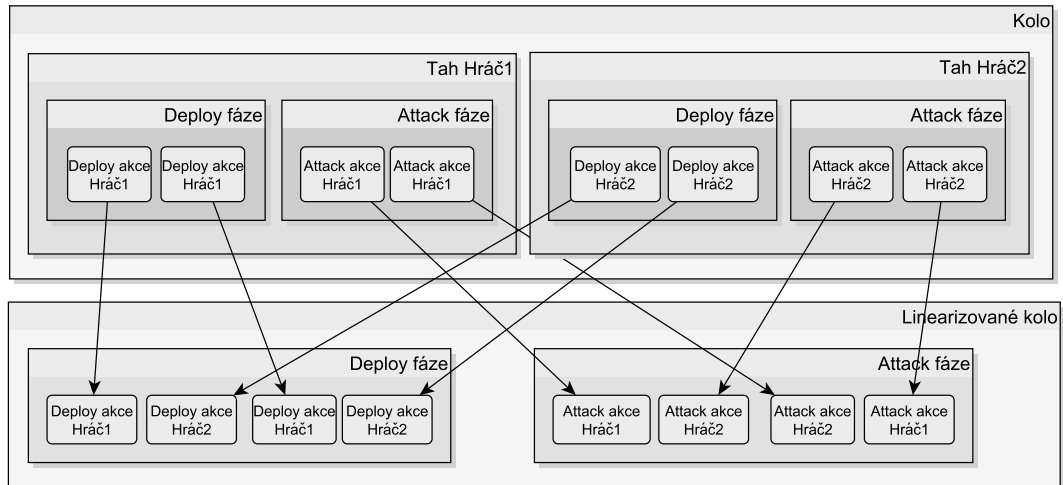 Kolo
Tah Hráč1
Tah Hráč2
Deploy fáze
Attack fáze
Deploy fáze
Attack fáze
Deploy akce
Hráč1
Deploy akce
Hráč1
Attack akce
Hráč1
Attack akce
Hráč1
Deploy akce
Hráč2
Deploy akce
Hráč2
Attack akce
Hráč2
Attack akce
Hráč2
Linearizované kolo
Deploy fáze
Attack fáze
Deploy akce
Hráč1
Deploy akce
Hráč2
Deploy akce
Hráč1
Deploy akce
Hráč2
Attack akce
Hráč1
Attack akce
Hráč2
Attack akce
Hráč2
Attack akce
Hráč1